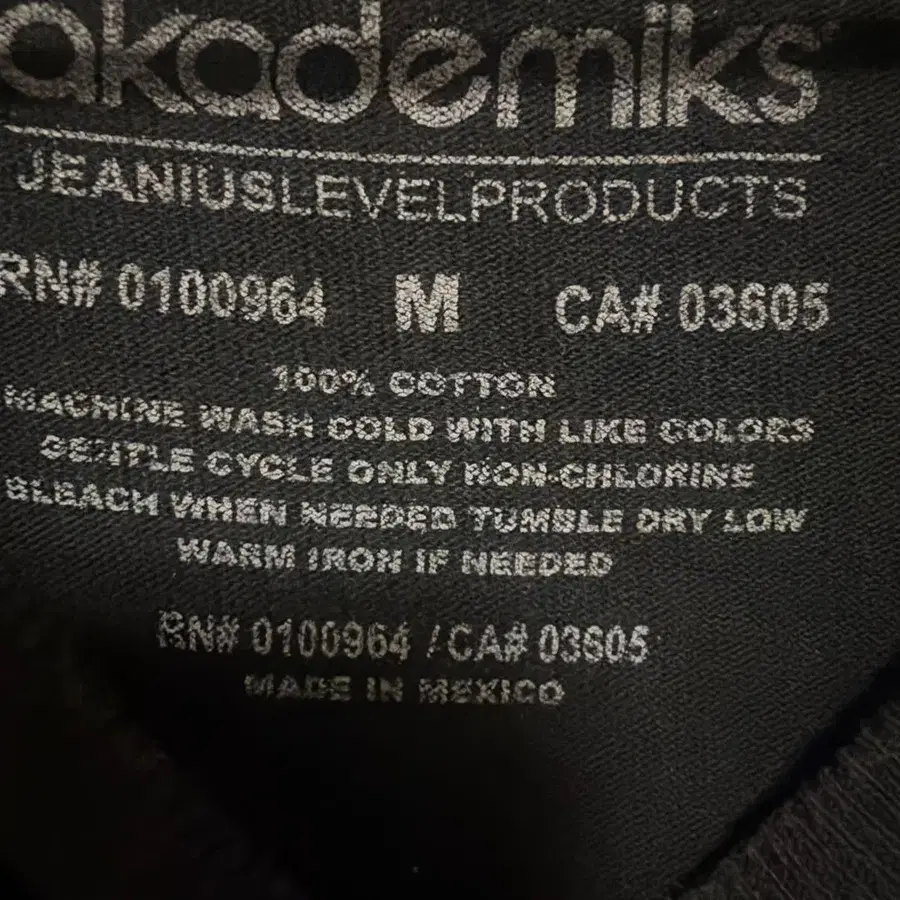 akademiks
JEANIUSLEVELPRODUCTS
RN# 0100964 M CA# 03605
100% COTTON
MACHINE WASH COLD WITH LIKE COLORS
GENTLE CYCLE ONLY NON-CHLORINE
BLEACH WHEN NEEDED TUMBLE DRY LOW
WARM IRON IF NEEDED
RN# 0100964 / CA# 03605
MADE IN MEXICO